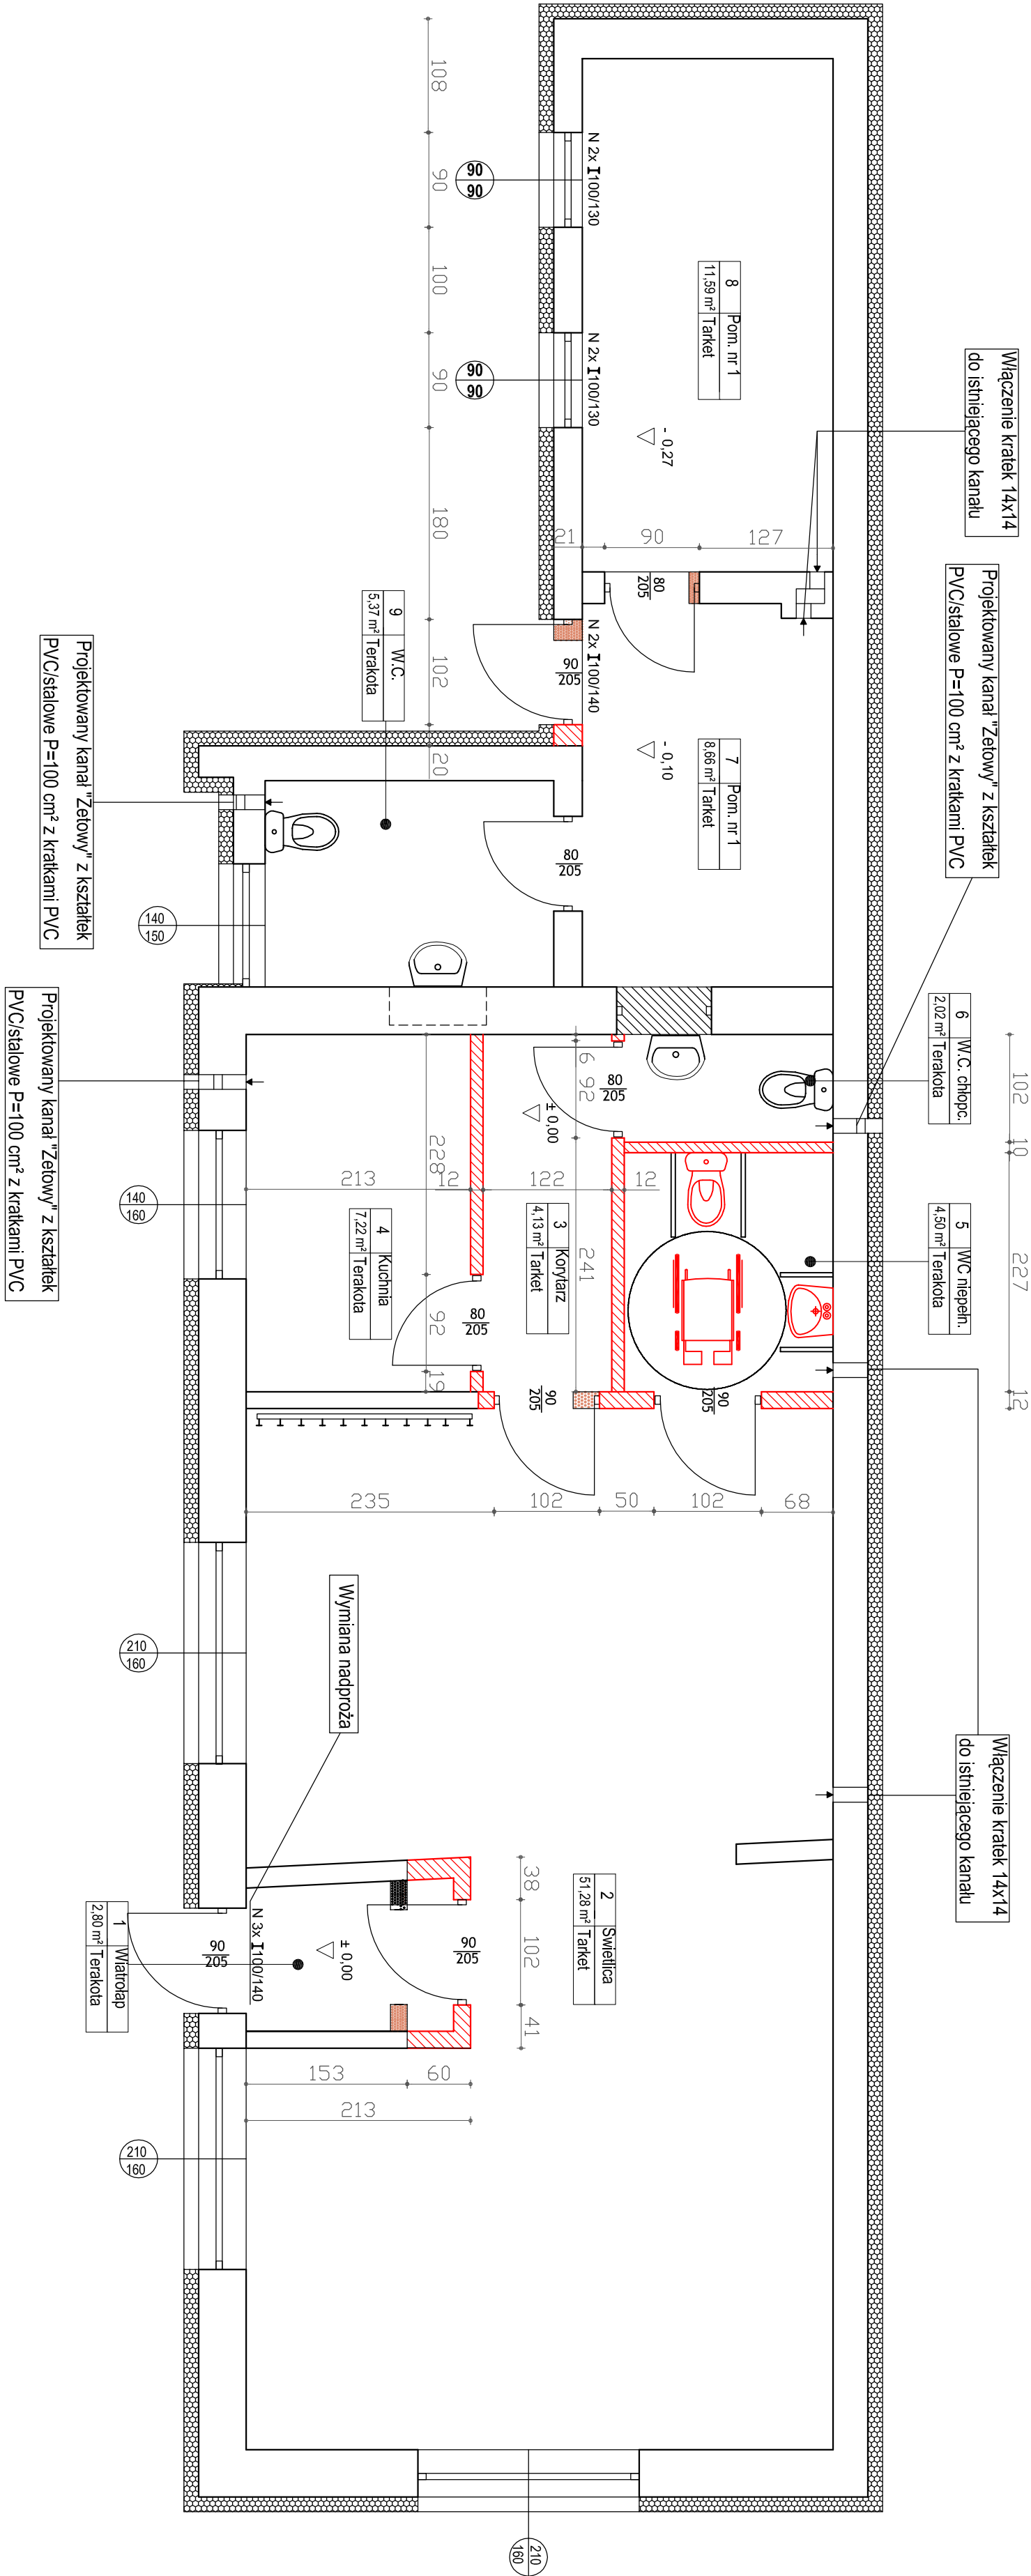 Włączenie kratek 14x14
do istniejącego kanału
Projektowany kanał "Zetowy" z kształtek
PVC/stalowe P=100 cm² z kratkami PVC
6 W.C. chłopc.
2,02 m² Terakota
5 WC niepełn.
4,50 m² Terakota
Włączenie kratek 14x14
do istniejącego kanału
102
10
227
12
8 Pom. nr 1
11,59 m² Tarket
- 0,27
127
90
21
80
205
7 Pom. nr 1
8,66 m² Tarket
- 0,10
N 2x I100/130
N 2x I100/130
N 2x I100/140
90
205
80
205
90
90
90
90
108
90
100
90
180
102
20
9 W.C.
5,37 m² Terakota
140
150
Projektowany kanał "Zetowy" z kształtek
PVC/stalowe P=100 cm² z kratkami PVC
Projektowany kanał "Zetowy" z kształtek
PVC/stalowe P=100 cm² z kratkami PVC
6
92
241
80
205
± 0,00
12
122
12
213
228
92
19
3 Korytarz
4,13 m² Tarket
4 Kuchnia
7,22 m² Terakota
80
205
90
205
90
205
140
160
235
102
50
102
68
Wymiana nadproża
2 Świetlica
51,28 m² Tarket
38
102
41
90
205
± 0,00
N 3x I100/140
90
205
1 Wiatrołap
2,80 m² Terakota
153
60
213
210
160
210
160
210
160